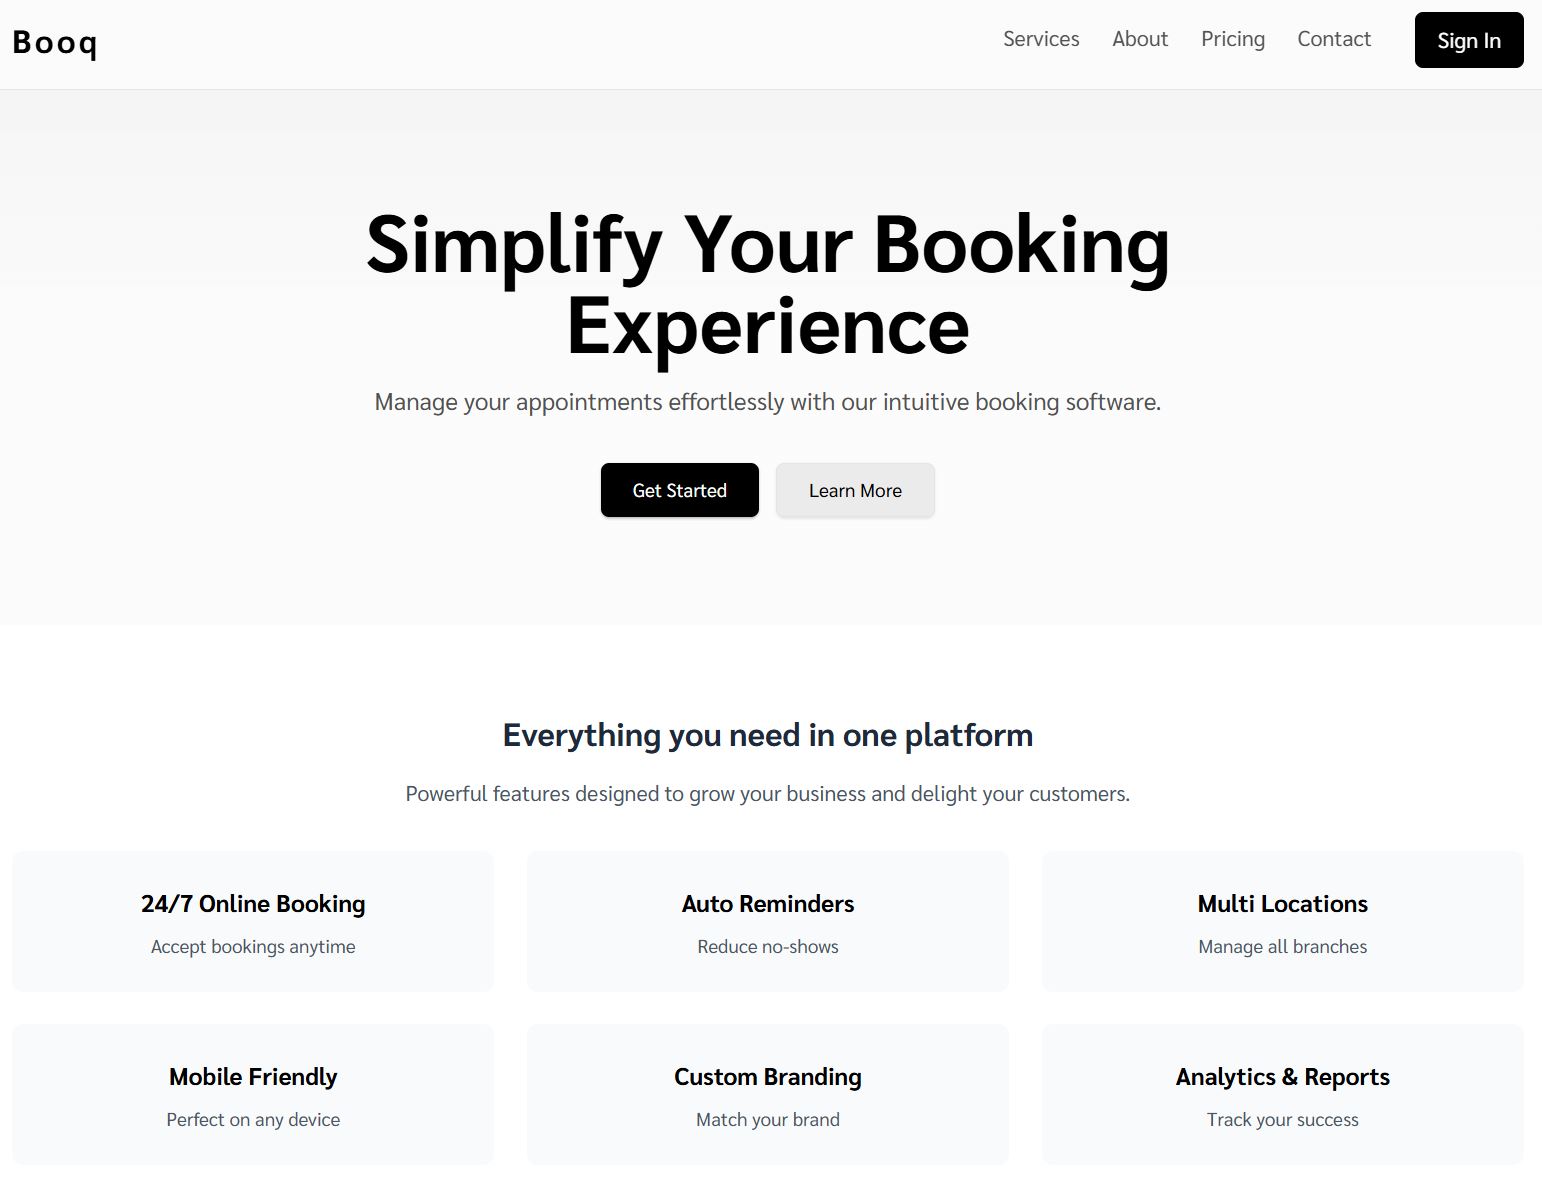 Booq
Services
About
Pricing
Contact
Sign In
Simplify Your Booking
Experience
Manage your appointments effortlessly with our intuitive booking software.
Get Started
Learn More
Everything you need in one platform
Powerful features designed to grow your business and delight your customers.
24/7 Online Booking
Accept bookings anytime
Auto Reminders
Reduce no-shows
Multi Locations
Manage all branches
Mobile Friendly
Perfect on any device
Custom Branding
Match your brand
Analytics & Reports
Track your success